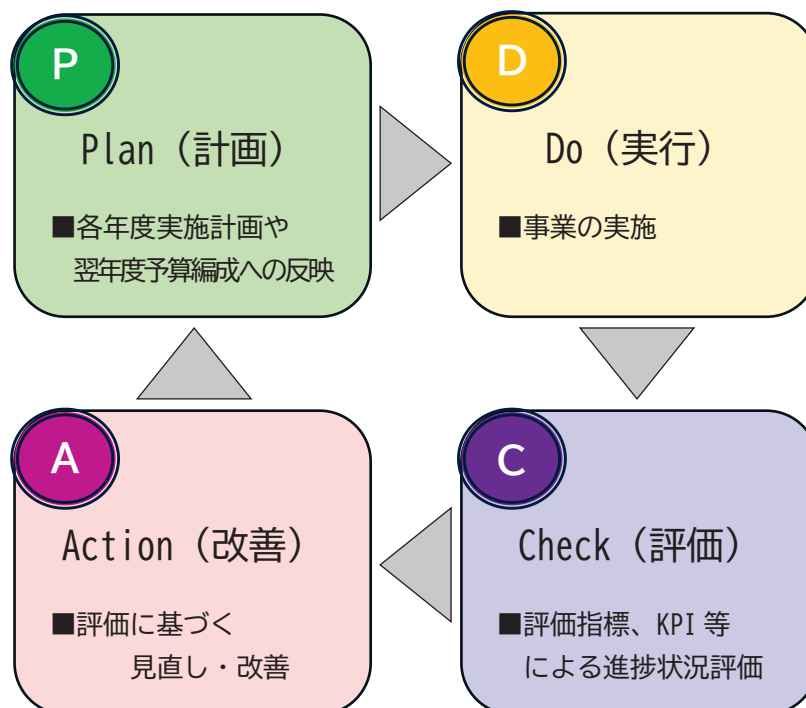 P
Plan（計画）
■各年度実施計画や
翌年度予算編成への反映
D
Do（実行）
■事業の実施
C
Check（評価）
■評価指標、KPI 等
による進捗状況評価
A
Action（改善）
■評価に基づく
見直し・改善